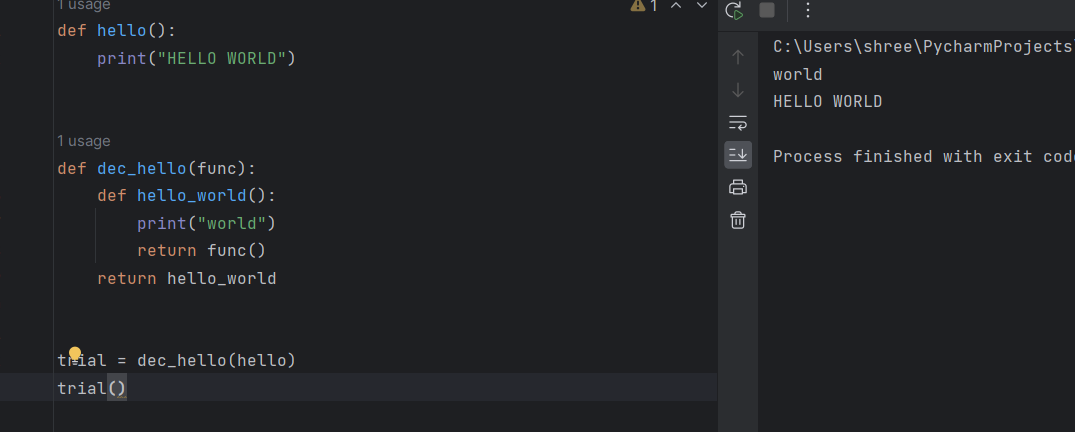 1 usage
def hello():
    print("HELLO WORLD")
1 usage
def dec_hello(func):
    def hello_world():
        print("world")
        return func()
    return hello_world
trial = dec_hello(hello)
trial()
1
C:\Users\shree\PycharmProjects\
world
HELLO WORLD
Process finished with exit code